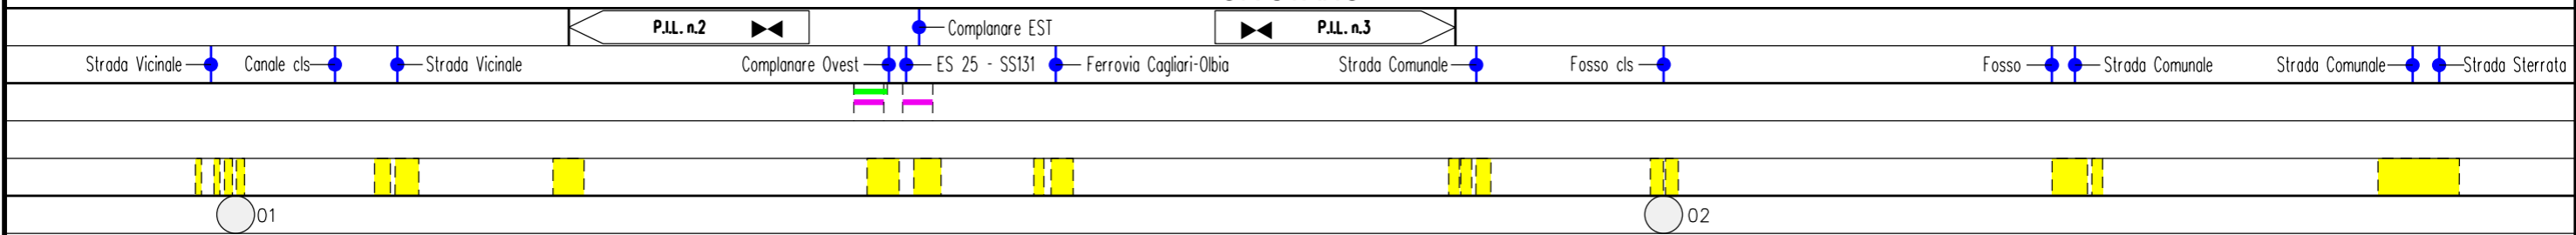 P.I.L. n.2
Complanare EST
P.I.L. n.3
Strada Vicinale
Canale cls
Strada Vicinale
Complanare Ovest
ES 25 - SS131
Ferrovia Cagliari-Olbia
Strada Comunale
Fosso cls
Fosso
Strada Comunale
Strada Comunale
Strada Sterrata
01
02